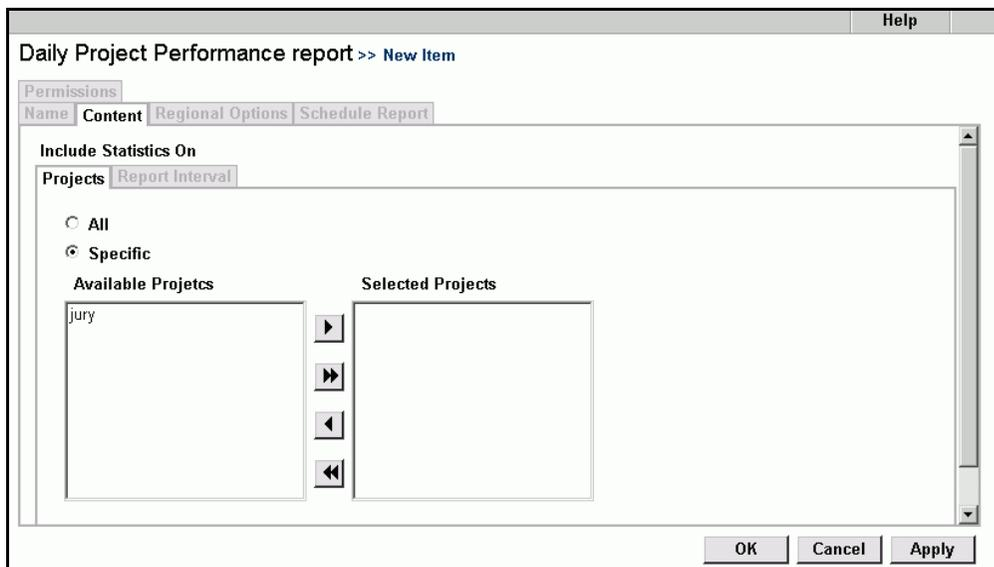 Help
Daily Project Performance report >> New Item
Permissions
Name Content Regional Options Schedule Report
Include Statistics On
Projects Report Interval
All
Specific
Available Projetcs Selected Projects
jury
OK Cancel Apply